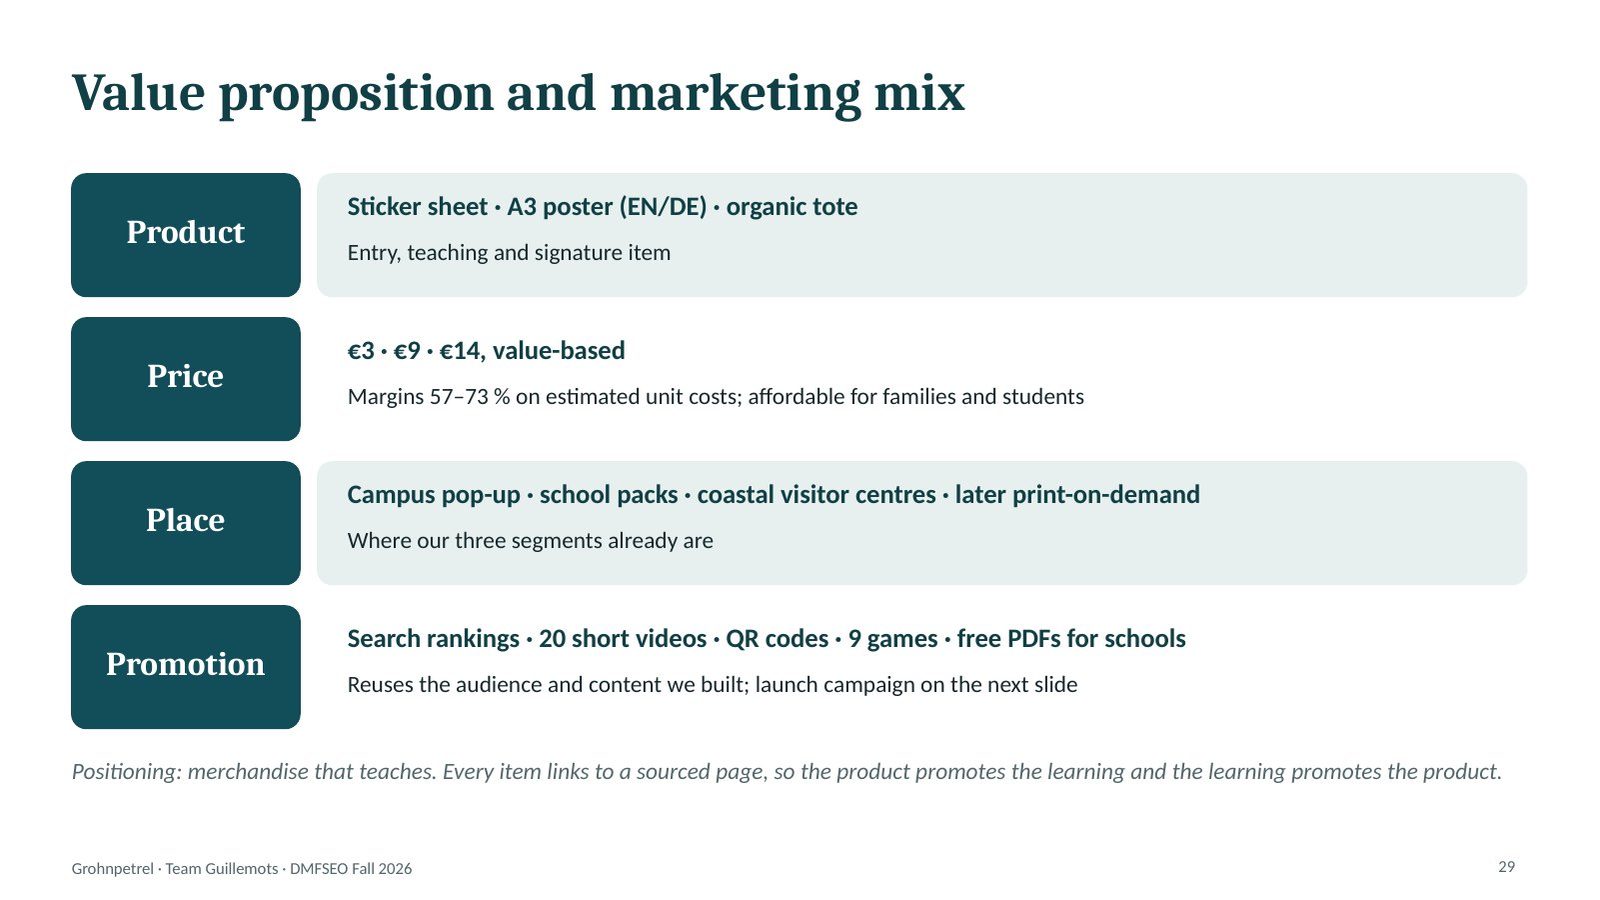 Value proposition and marketing mix
Product
Sticker sheet · A3 poster (EN/DE) · organic tote
Entry, teaching and signature item
Price
€3 · €9 · €14, value-based
Margins 57–73 % on estimated unit costs; affordable for families and students
Place
Campus pop-up · school packs · coastal visitor centres · later print-on-demand
Where our three segments already are
Promotion
Search rankings · 20 short videos · QR codes · 9 games · free PDFs for schools
Reuses the audience and content we built; launch campaign on the next slide
Positioning: merchandise that teaches. Every item links to a sourced page, so the product promotes the learning and the learning promotes the product.
Grohnpetrel · Team Guillemots · DMFSEO Fall 2026
29